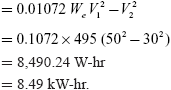 = 0.01072 WₑV₁² − V₂²
= 0.1072 × 495 (50² − 30²)
= 8,490.24 W-hr
= 8.49 kW-hr.